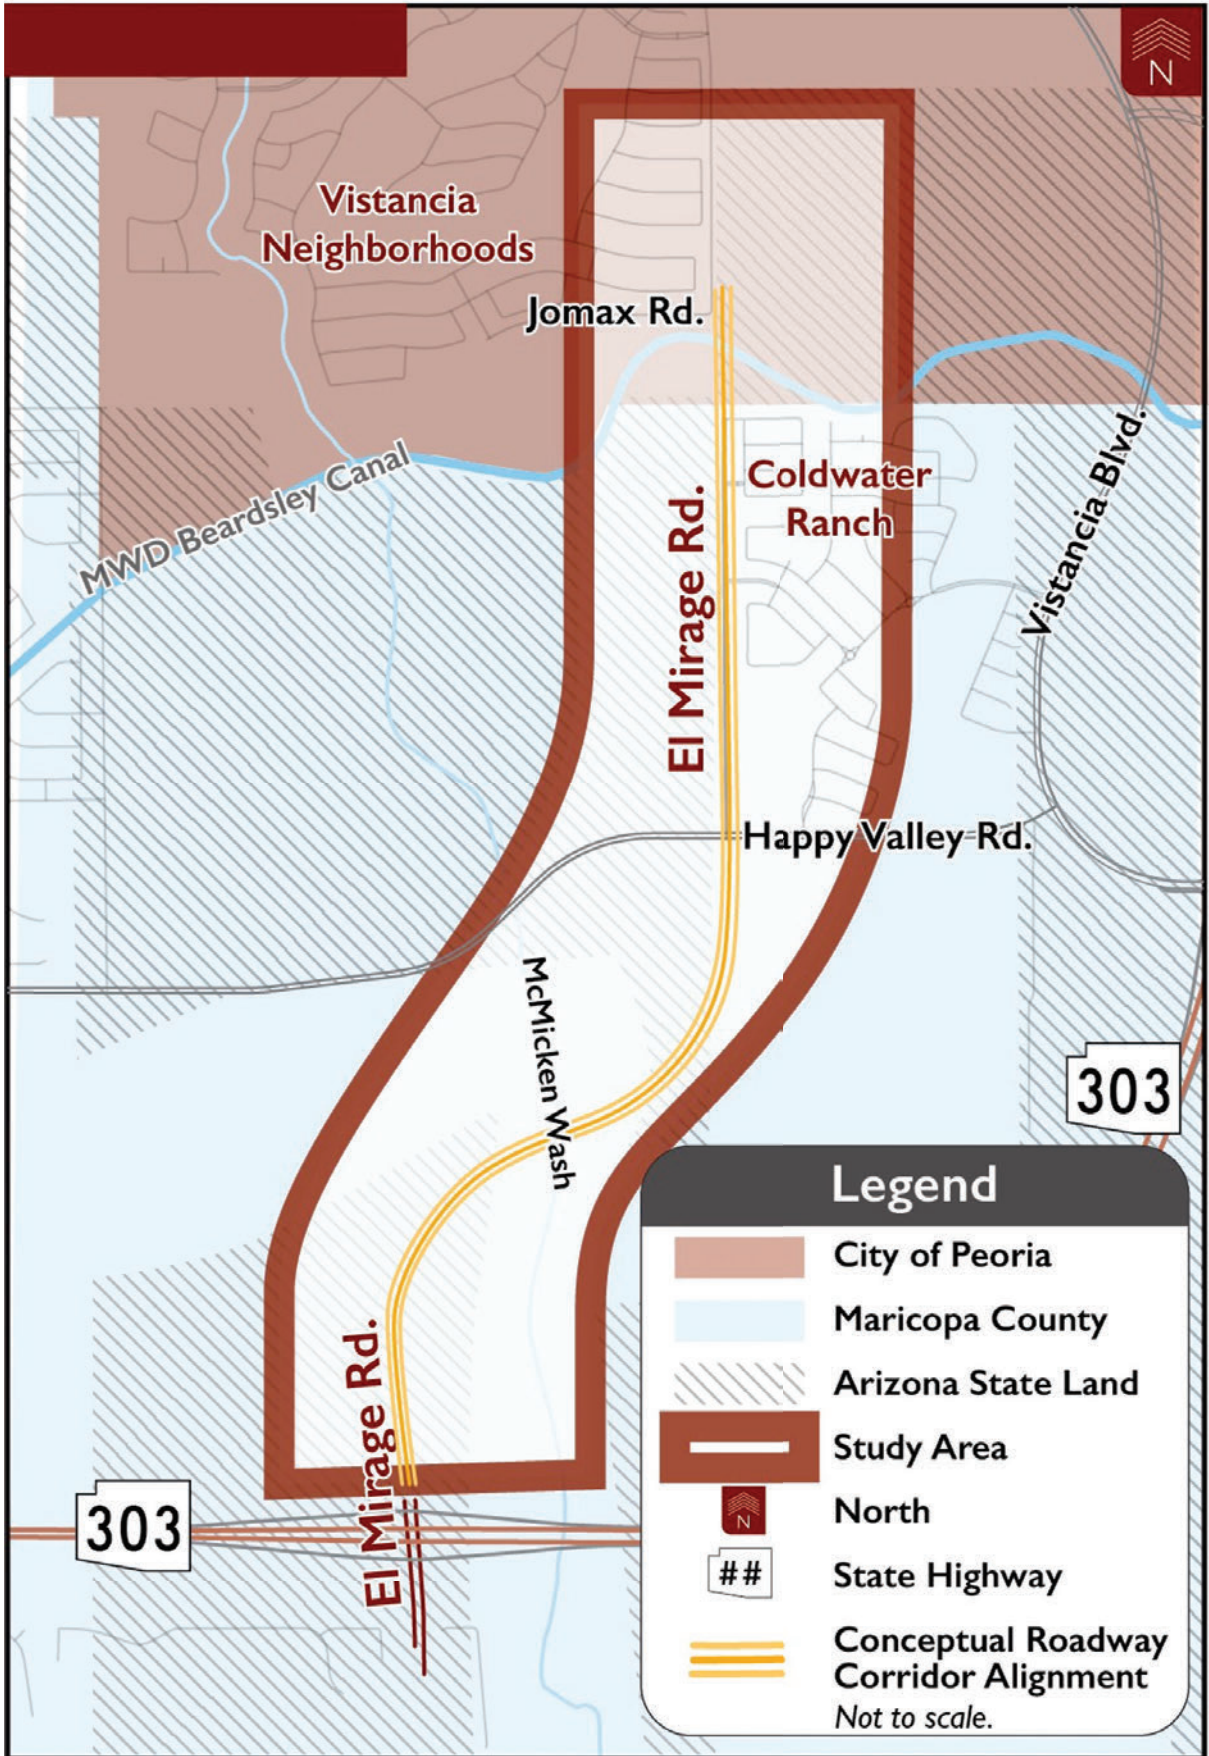 N
Vistancia
Neighborhoods
Jomax Rd.
MWD Beardsley Canal
Coldwater
Ranch
El Mirage Rd.
Vistancia Blvd.
Happy Valley Rd.
McMicken Wash
303
El Mirage Rd.
303
Legend
City of Peoria
Maricopa County
Arizona State Land
Study Area
N
North
##
State Highway
Conceptual Roadway
Corridor Alignment
Not to scale.